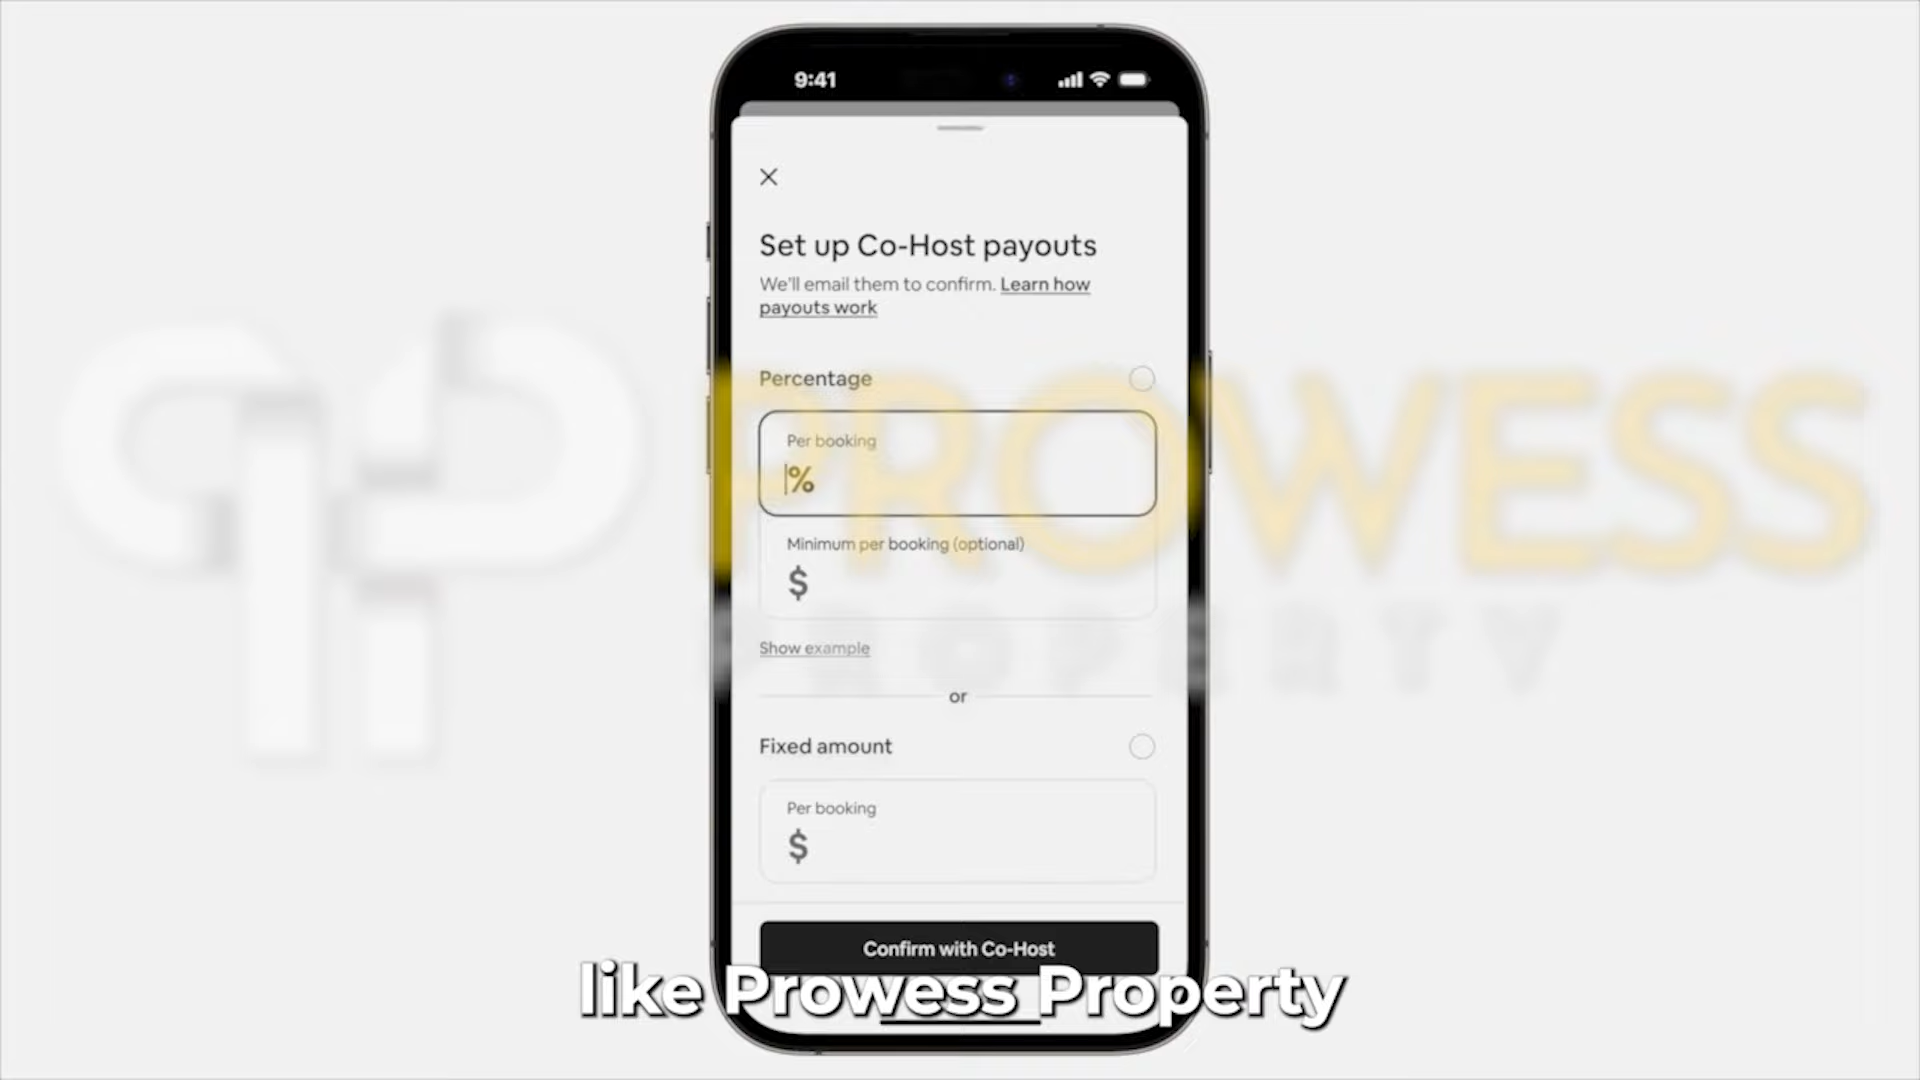 9:41
Set up Co-Host payouts
We'll email them to confirm. Learn how
payouts work
Percentage
Per booking
%
Minimum per booking (optional)
$
Show example
or
Fixed amount
Per booking
$
Confirm with Co-Host
PROWESS
PROPERTY
like Prowess Property